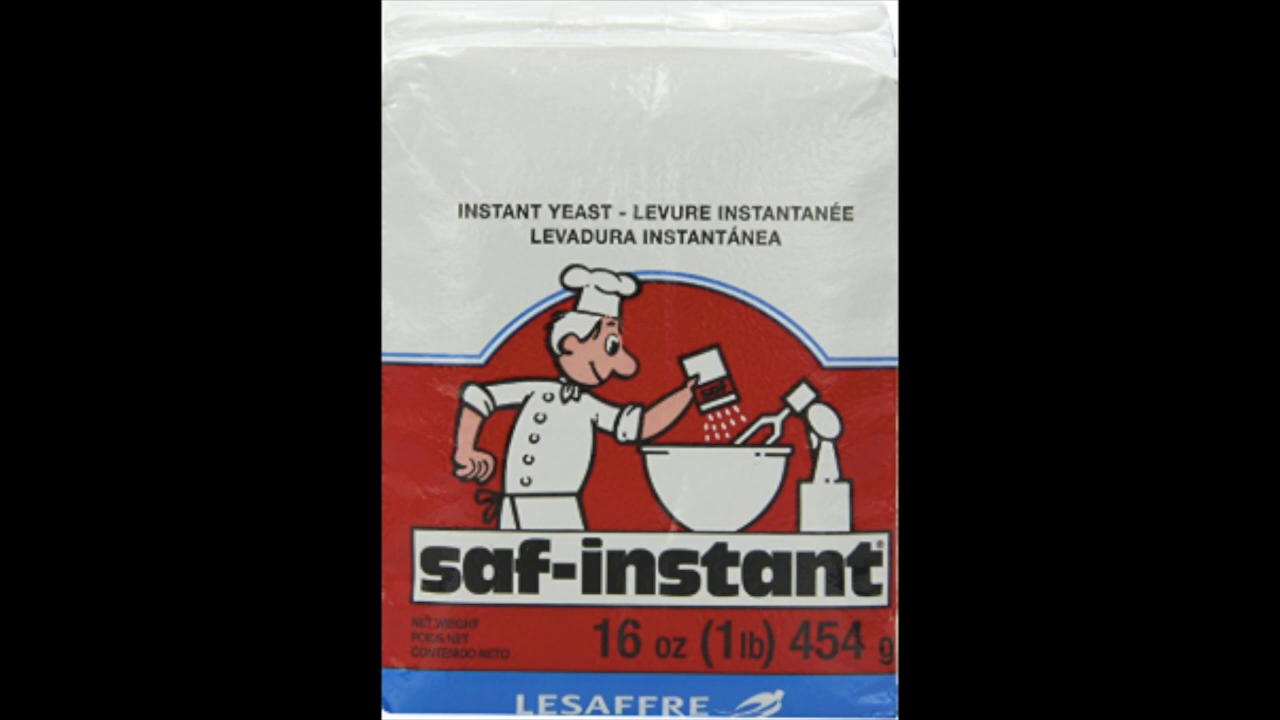 INSTANT YEAST - LEVURE INSTANTANÉE
LEVADURA INSTANTÁNEA
saf
saf-instant®
NET WEIGHT
POIDS NET
CONTENIDO NETO
16 oz (1lb) 454 g
LESAFFRE